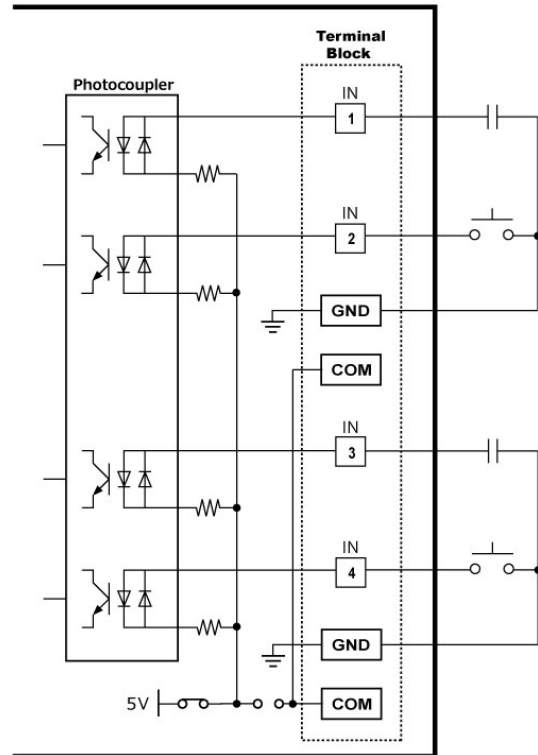 Terminal
Block
Photocoupler
IN
1
IN
2
GND
COM
IN
3
IN
4
GND
5V
COM